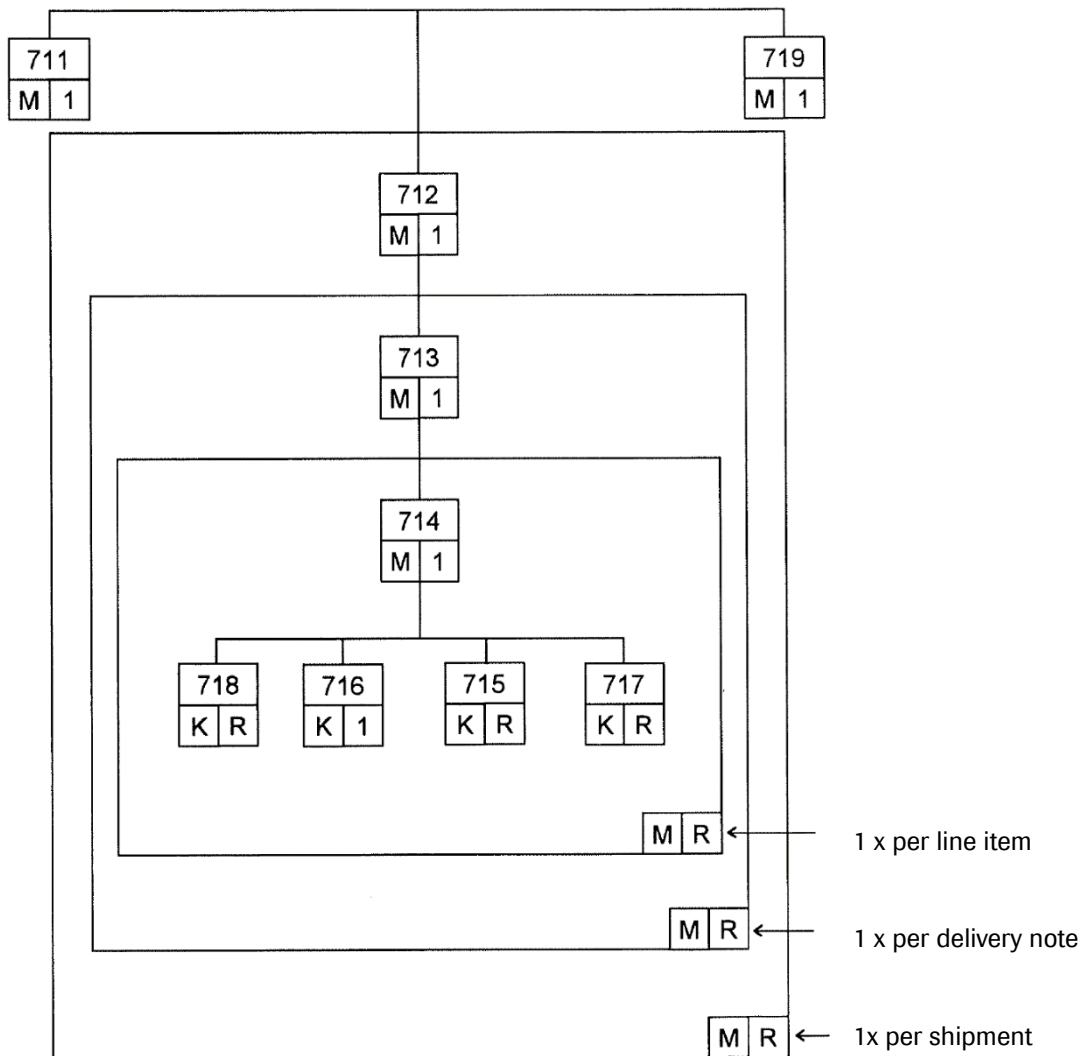 711
M 1
719
M 1
712
M 1
713
M 1
714
M 1
718
K R
716
K 1
715
K R
717
K R
M R
1 x per line item
M R
1 x per delivery note
M R
1x per shipment